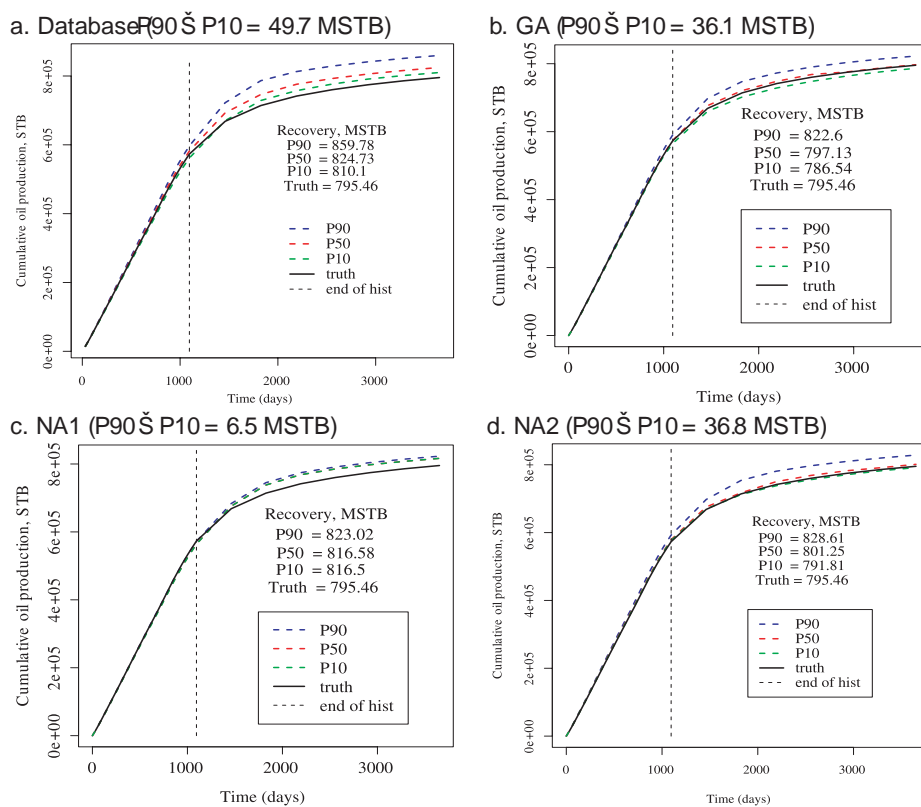 a. DatabaseP(90 Š P10 = 49.7 MSTB)
Cumulative oil production, STB
8e+05
6e+05
4e+05
2e+05
0e+00
Recovery, MSTB
P90 = 859.78
P50 = 824.73
P10 = 810.1
Truth = 795.46
P90
P50
P10
truth
end of hist
0
1000
2000
3000
Time (days)
b. GA (P90 Š P10 = 36.1 MSTB)
Cumulative oil production, STB
8e+05
6e+05
4e+05
2e+05
0e+00
Recovery, MSTB
P90 = 822.6
P50 = 797.13
P10 = 786.54
Truth = 795.46
P90
P50
P10
truth
end of hist
0
1000
2000
3000
Time (days)
c. NA1 (P90 Š P10 = 6.5 MSTB)
Cumulative oil production, STB
8e+05
6e+05
4e+05
2e+05
0e+00
Recovery, MSTB
P90 = 823.02
P50 = 816.58
P10 = 816.5
Truth = 795.46
P90
P50
P10
truth
end of hist
0
1000
2000
3000
Time (days)
d. NA2 (P90 Š P10 = 36.8 MSTB)
Cumulative oil production, STB
8e+05
6e+05
4e+05
2e+05
0e+00
Recovery, MSTB
P90 = 828.61
P50 = 801.25
P10 = 791.81
Truth = 795.46
P90
P50
P10
truth
end of hist
0
1000
2000
3000
Time (days)